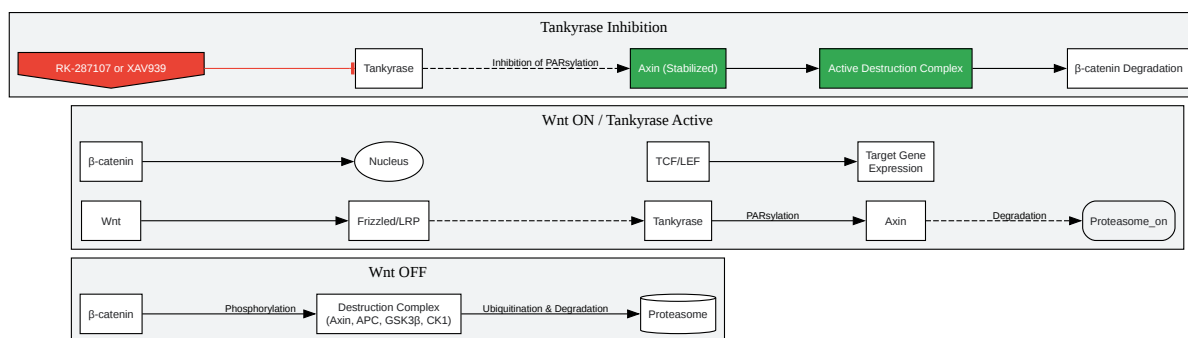 Tankyrase Inhibition
RK-287107 or XAV939
Tankyrase
Inhibition of PARsylation
Axin (Stabilized)
Active Destruction Complex
β-catenin Degradation
Wnt ON / Tankyrase Active
β-catenin
Nucleus
TCF/LEF
Target Gene
Expression
Wnt
Frizzled/LRP
Tankyrase
PARsylation
Axin
Degradation
Proteasome_on
Wnt OFF
β-catenin
Phosphorylation
Destruction Complex
(Axin, APC, GSK3β, CK1)
Ubiquitination & Degradation
Proteasome